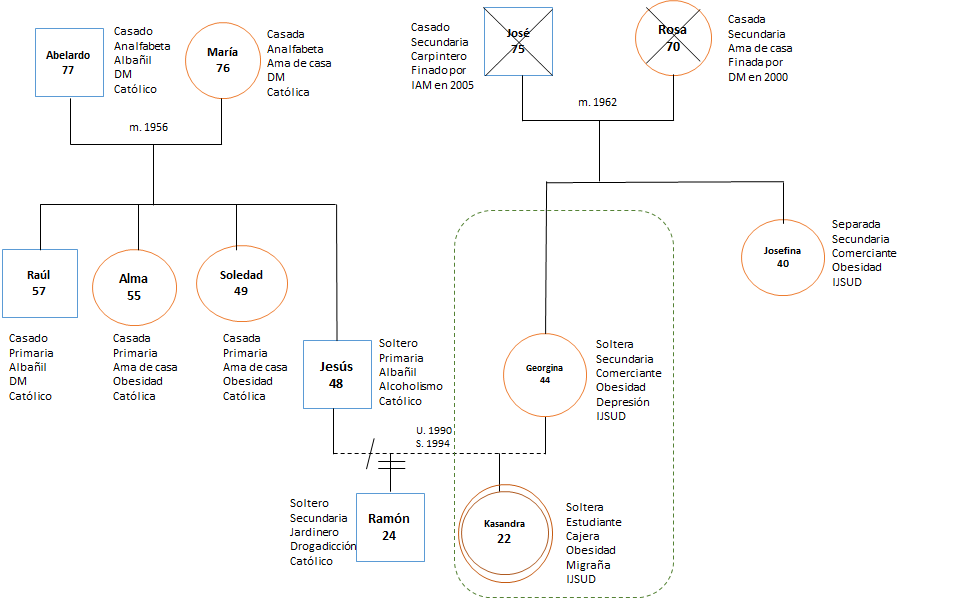 Abelardo
77
Casado
Analfabeta
Albañil
DM
Católico
María
76
Casada
Analfabeta
Ama de casa
DM
Católica
Casado
Secundaria
Carpintero
Finado por
IAM en 2005
José
75
Rosa
70
Casada
Secundaria
Ama de casa
Finada por
DM en 2000
m. 1956
m. 1962
Raúl
57
Alma
55
Soledad
49
Josefina
40
Separada
Secundaria
Comerciante
Obesidad
IJSUD
Casado
Primaria
Albañil
DM
Católico
Casada
Primaria
Ama de casa
Obesidad
Católica
Casada
Primaria
Ama de casa
Obesidad
Católica
Jesús
48
Soltero
Primaria
Albañil
Alcoholismo
Católico
Georgina
44
Soltera
Secundaria
Comerciante
Obesidad
Depresión
IJSUD
U. 1990
S. 1994
Soltero
Secundaria
Jardinero
Drogadicción
Católico
Ramón
24
Kasandra
22
Soltera
Estudiante
Cajera
Obesidad
Migraña
IJSUD